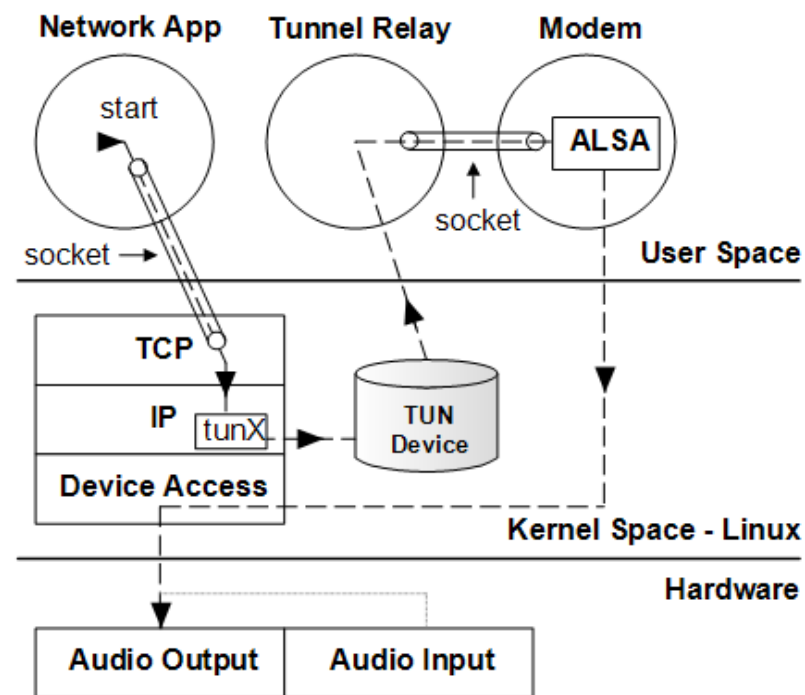 Network App
Tunnel Relay
Modem
start
ALSA
socket
socket
User Space
TCP
IP
tunX
TUN
Device
Device Access
Kernel Space - Linux
Hardware
Audio Output
Audio Input